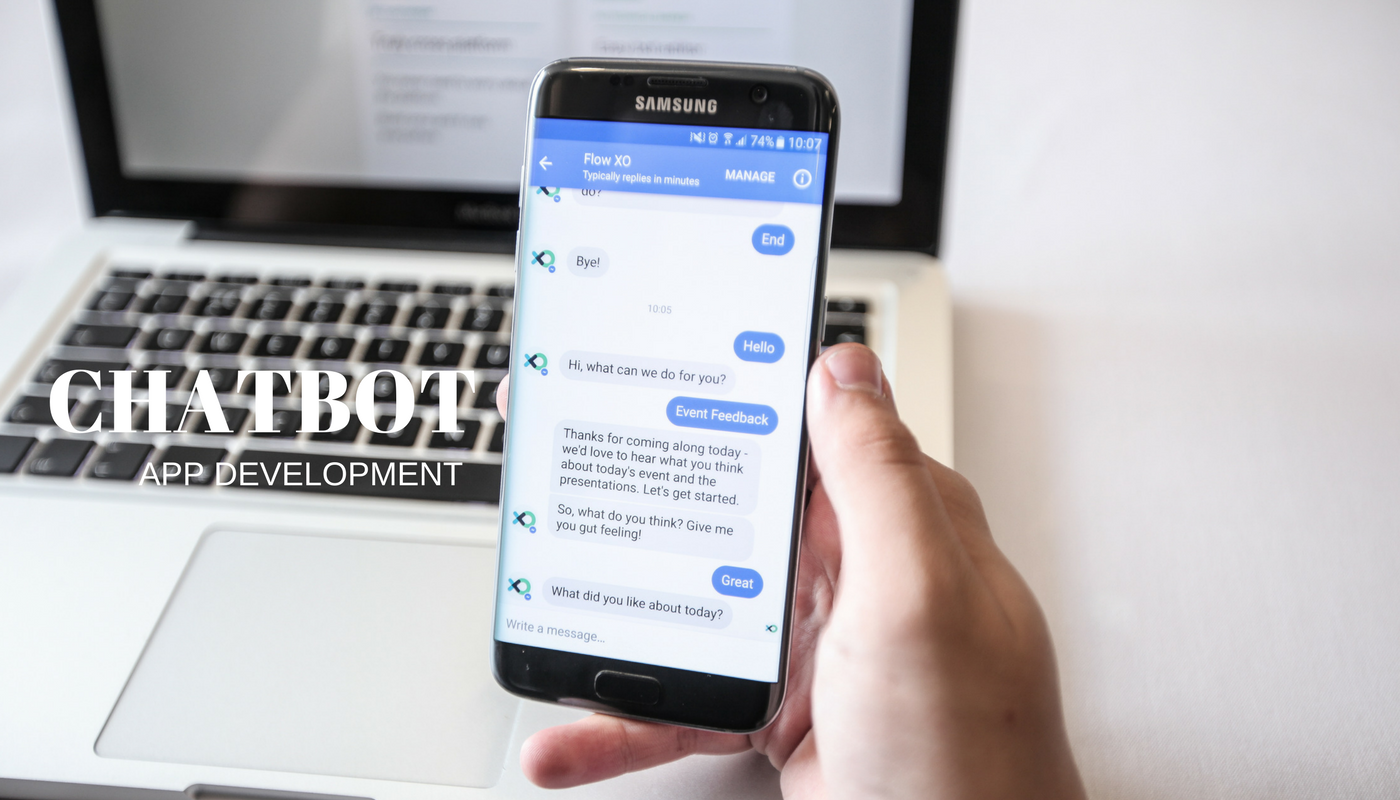 SAMSUNG
74% 10:07
Flow XO
Typically replies in minutes
MANAGE
do?
End
Bye!
10:05
Hello
Hi, what can we do for you?
Event Feedback
Thanks for coming along today -
we'd love to hear what you think
about today's event and the
presentations. Let's get started.
So, what do you think? Give me
you gut feeling!
Great
What did you like about today?
Write a message...
CHATBOT
APP DEVELOPMENT